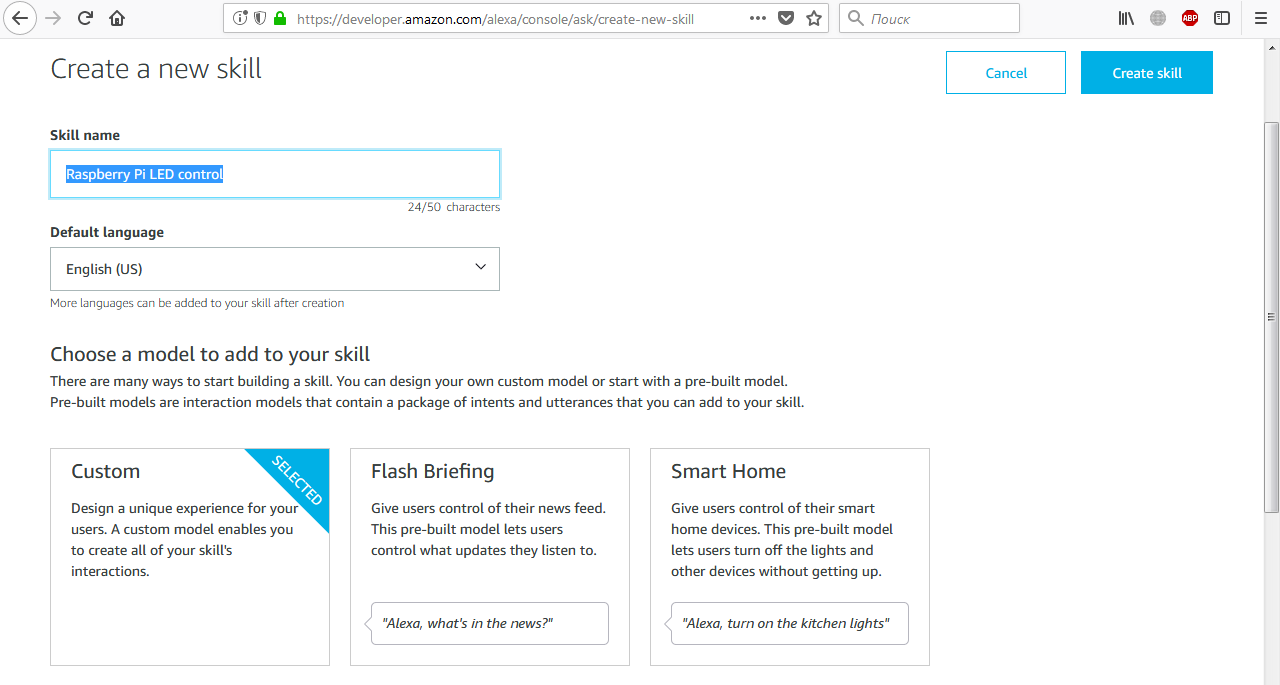 https://developer.amazon.com/alexa/console/ask/create-new-skill
Поиск
ABP
Create a new skill
Cancel
Create skill
Skill name
Raspberry Pi LED control
24/50 characters
Default language
English (US)
More languages can be added to your skill after creation
Choose a model to add to your skill
There are many ways to start building a skill. You can design your own custom model or start with a pre-built model.
Pre-built models are interaction models that contain a package of intents and utterances that you can add to your skill.
Custom
SELECTED
Design a unique experience for your
users. A custom model enables you
to create all of your skill's
interactions.
Flash Briefing
Give users control of their news feed.
This pre-built model lets users
control what updates they listen to.
"Alexa, what's in the news?"
Smart Home
Give users control of their smart
home devices. This pre-built model
lets users turn off the lights and
other devices without getting up.
"Alexa, turn on the kitchen lights"